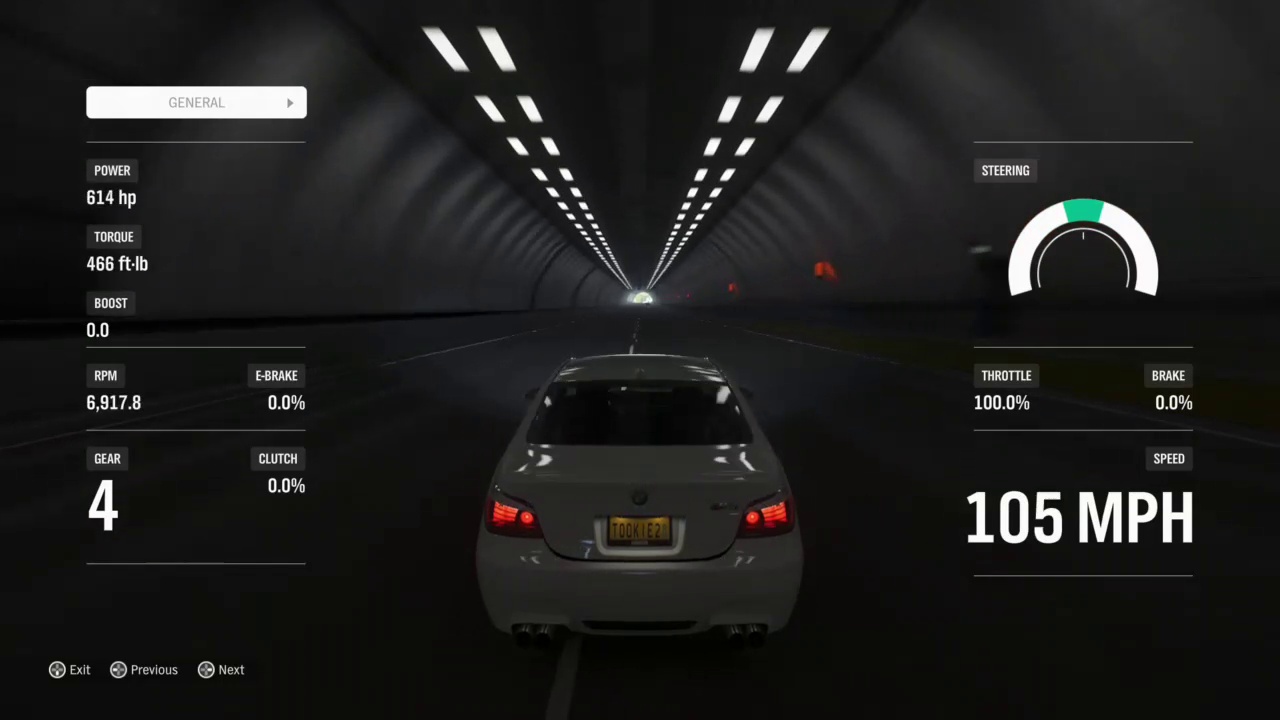 GENERAL
POWER
614 hp
TORQUE
466 ft·lb
BOOST
0.0
RPM
E-BRAKE
6,917.8
0.0%
GEAR
CLUTCH
4
0.0%
STEERING
THROTTLE
BRAKE
100.0%
0.0%
SPEED
105 MPH
Exit
Previous
Next